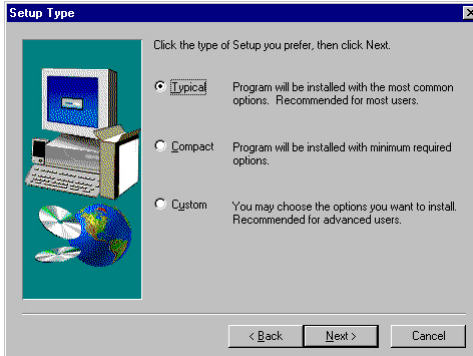 Setup Type
Click the type of Setup you prefer, then click Next.
Typical
Program will be installed with the most common
options. Recommended for most users.
Compact
Program will be installed with minimum required
options.
Custom
You may choose the options you want to install.
Recommended for advanced users.
< Back
Next >
Cancel